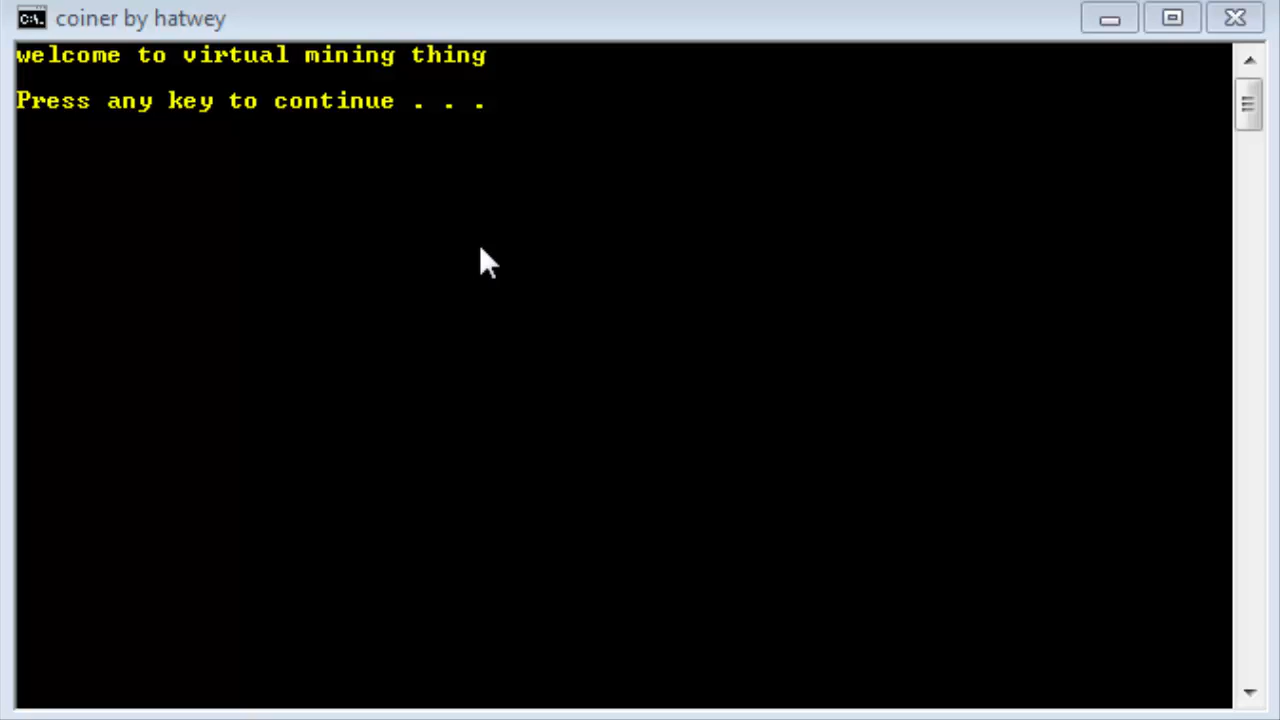 coiner by hatwey
welcome to virtual mining thing
Press any key to continue . . .